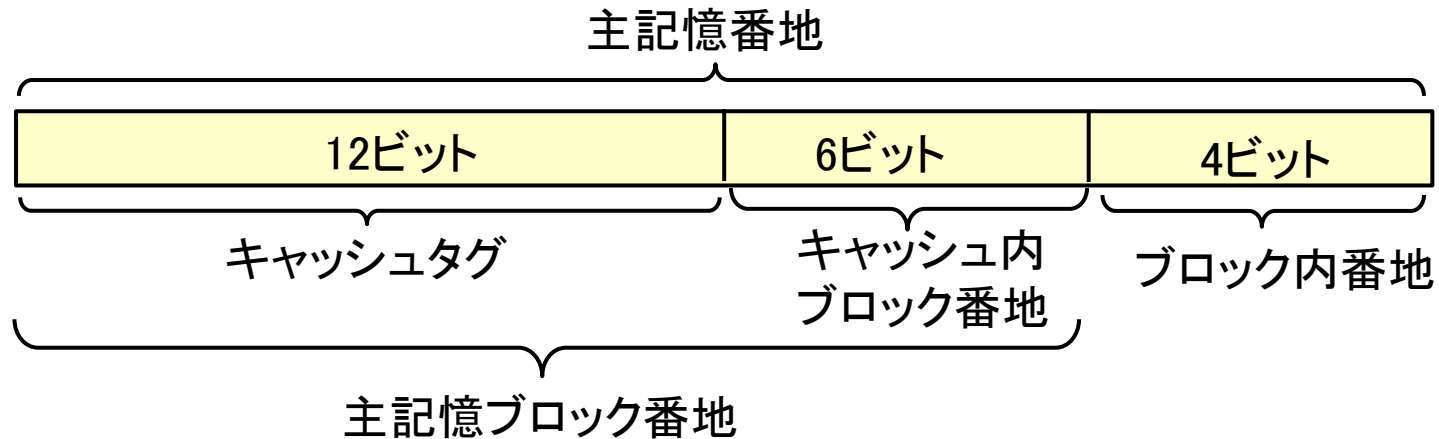 主記憶番地
12ビット
6ビット
4ビット
キャッシュタグ
キャッシュ内
ブロック番地
ブロック内番地
主記憶ブロック番地